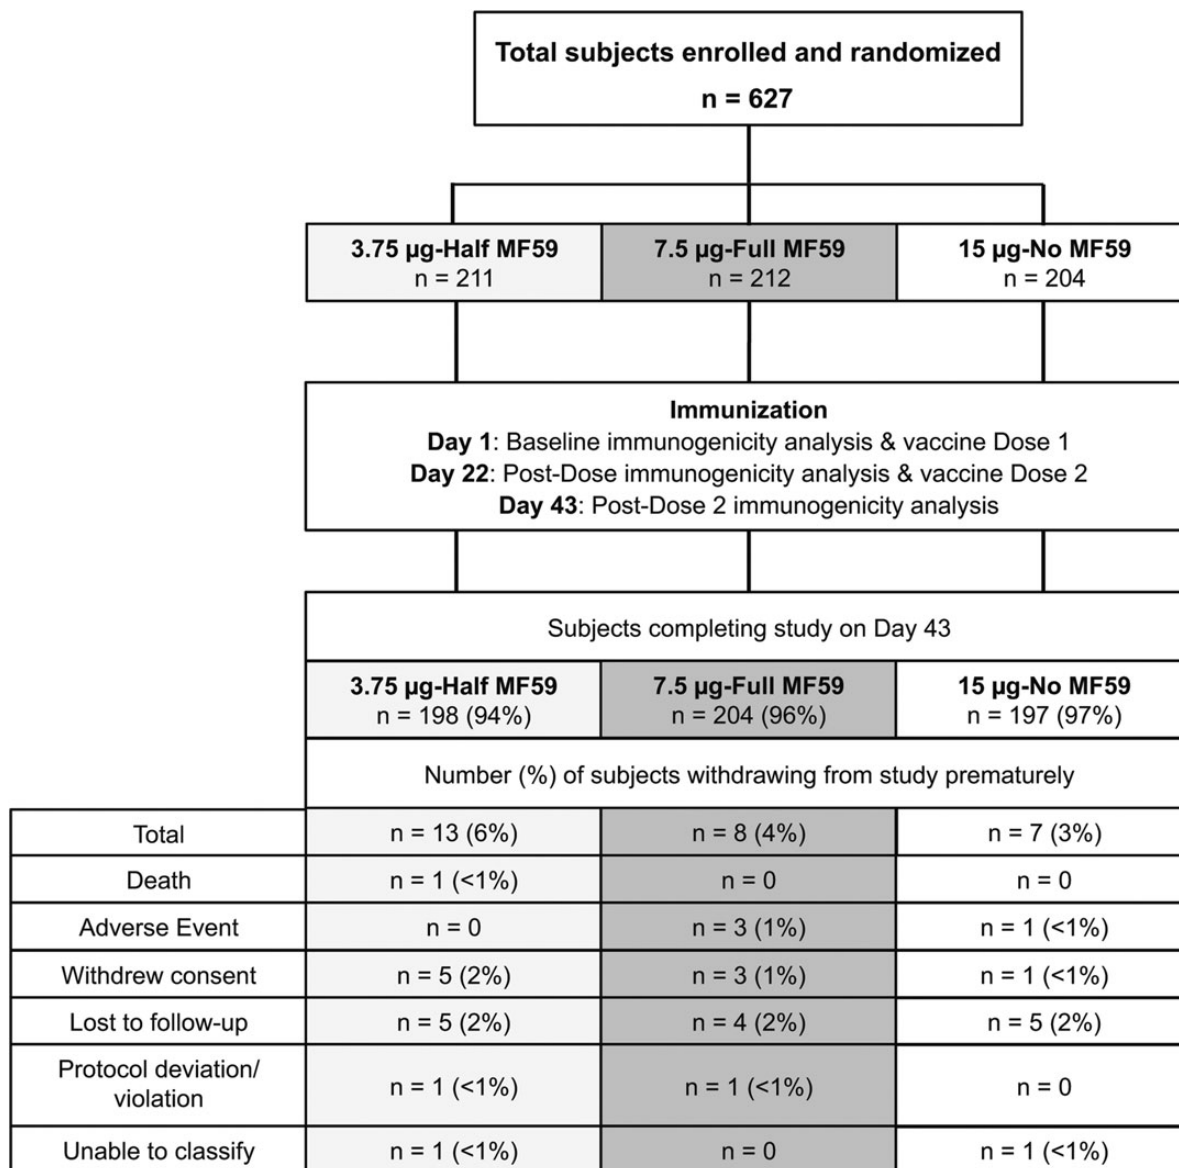 Total subjects enrolled and randomized
n = 627
3.75 µg-Half MF59 7.5 µg-Full MF59 15 µg-No MF59
n = 211 n = 212 n = 204
Immunization
Day 1: Baseline immunogenicity analysis & vaccine Dose 1
Day 22: Post-Dose immunogenicity analysis & vaccine Dose 2
Day 43: Post-Dose 2 immunogenicity analysis
Subjects completing study on Day 43
3.75 µg-Half MF59 7.5 µg-Full MF59 15 µg-No MF59
n = 198 (94%) n = 204 (96%) n = 197 (97%)
Number (%) of subjects withdrawing from study prematurely
Total n = 13 (6%) n = 8 (4%) n = 7 (3%)
Death n = 1 (<1%) n = 0 n = 0
Adverse Event n = 0 n = 3 (1%) n = 1 (<1%)
Withdrew consent n = 5 (2%) n = 3 (1%) n = 1 (<1%)
Lost to follow-up n = 5 (2%) n = 4 (2%) n = 5 (2%)
Protocol deviation/
violation n = 1 (<1%) n = 1 (<1%) n = 0
Unable to classify n = 1 (<1%) n = 0 n = 1 (<1%)